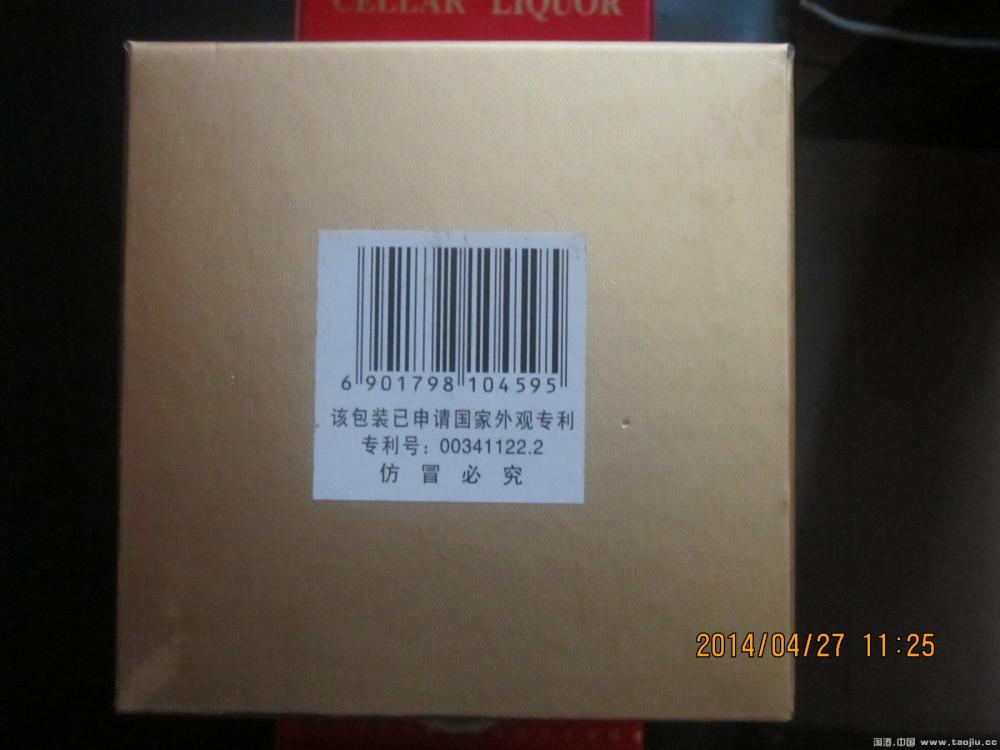 CELLAR LIQUOR
6 901798 104595
该包装已申请国家外观专利
专利号：00341122.2
仿冒必究
2014/04/27 11:25
淘酒.中国 www.taojiu.cc